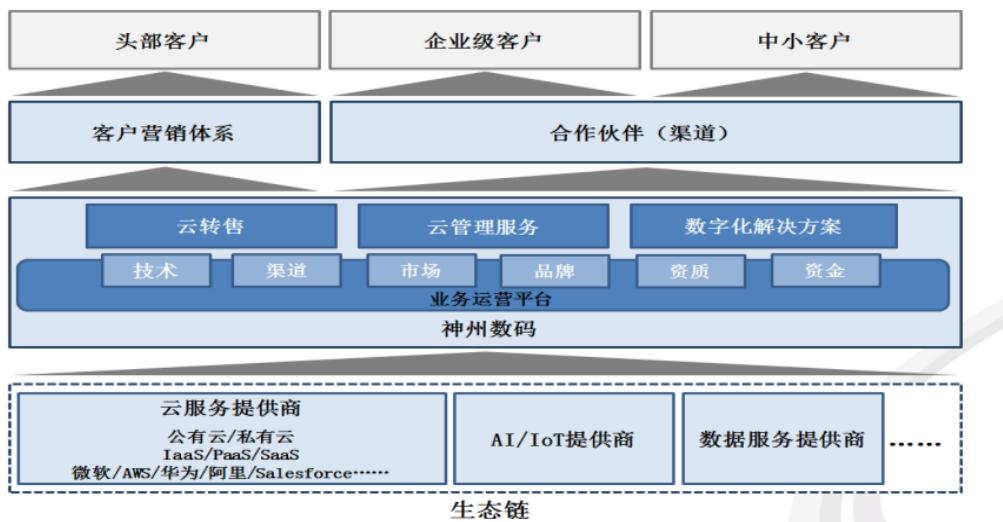 头部客户
企业级客户
中小客户
客户营销体系
合作伙伴（渠道）
云转售
云管理服务
数字化解决方案
技术
渠道
市场
品牌
资质
资金
业务运营平台
神州数码
云服务提供商
公有云/私有云
IaaS/PaaS/SaaS
微软/AWS/华为/阿里/Salesforce……
AI/IoT提供商
数据服务提供商
……
生态链